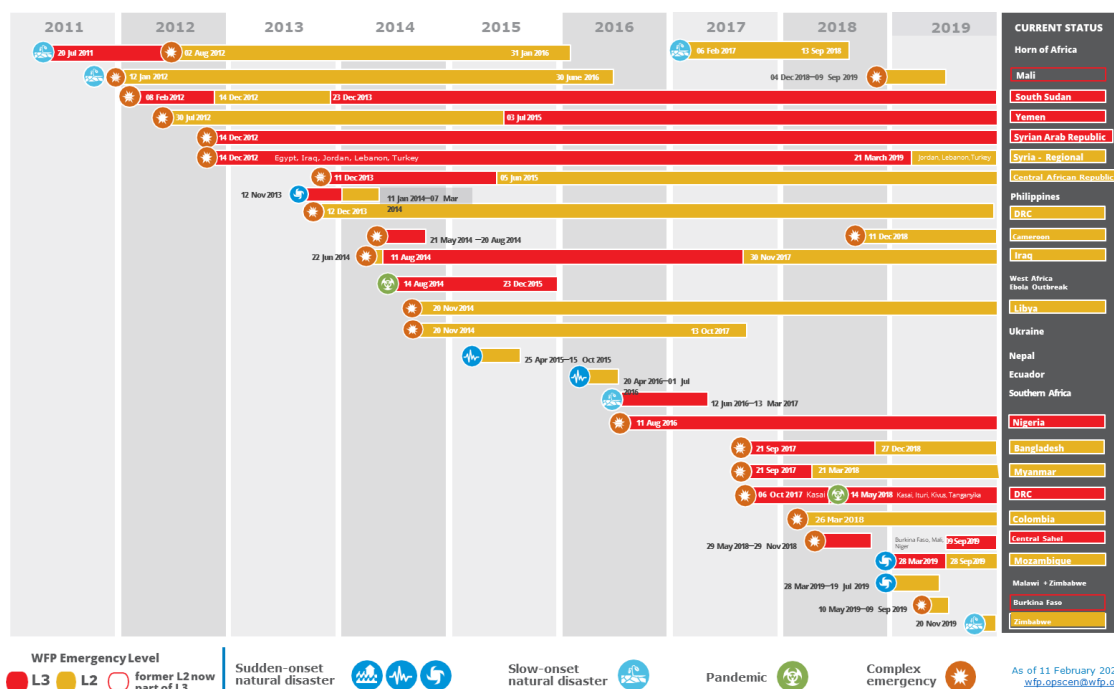 2011 2012 2013 2014 2015 2016 2017 2018 2019 CURRENT STATUS
20 Jul 2011 02 Aug 2012 31 Jan 2016 06 Feb 2017 13 Sep 2018 Horn of Africa
12 Jan 2012 30 June 2016 04 Dec 2018—09 Sep 2019 Mali
08 Feb 2012 14 Dec 2012 23 Dec 2013 South Sudan
30 Jul 2012 03 Jul 2015 Yemen
14 Dec 2012 Syrian Arab Republic
14 Dec 2012 Egypt, Iraq, Jordan, Lebanon, Turkey 21 March 2019 Jordan, Lebanon, Turkey Syria - Regional
11 Dec 2013 05 Jun 2015 Central African Republic
12 Nov 2013 11 Jan 2014—07 Mar 2014 Philippines
12 Dec 2013 DRC
21 May 2014 —20 Aug 2014 11 Dec 2018 Cameroon
22 Jun 2014 11 Aug 2014 30 Nov 2017 Iraq
14 Aug 2014 23 Dec 2015 West Africa Ebola Outbreak
20 Nov 2014 Libya
20 Nov 2014 13 Oct 2017 Ukraine
25 Apr 2015—15 Oct 2015 Nepal
20 Apr 2016—01 Jul 2016 Ecuador
12 Jun 2016—13 Mar 2017 Southern Africa
11 Aug 2016 Nigeria
21 Sep 2017 27 Dec 2018 Bangladesh
21 Sep 2017 21 Mar 2018 Myanmar
06 Oct 2017 Kasai 14 May 2018 Kasai, Ituri, Kivus, Tanganyika DRC
26 Mar 2018 Colombia
29 May 2018—29 Nov 2018 Burkina Faso, Mali, Niger 09 Sep 2019 Central Sahel
28 Mar 2019 28 Sep 2019 Mozambique
28 Mar 2019—19 Jul 2019 Malawi + Zimbabwe
10 May 2019—09 Sep 2019 Burkina Faso
20 Nov 2019 Zimbabwe
WFP Emergency Level
L3 L2 former L2 now part of L3
Sudden-onset natural disaster
Slow-onset natural disaster
Pandemic
Complex emergency
As of 11 February 202
wfp.opscen@wfp.o